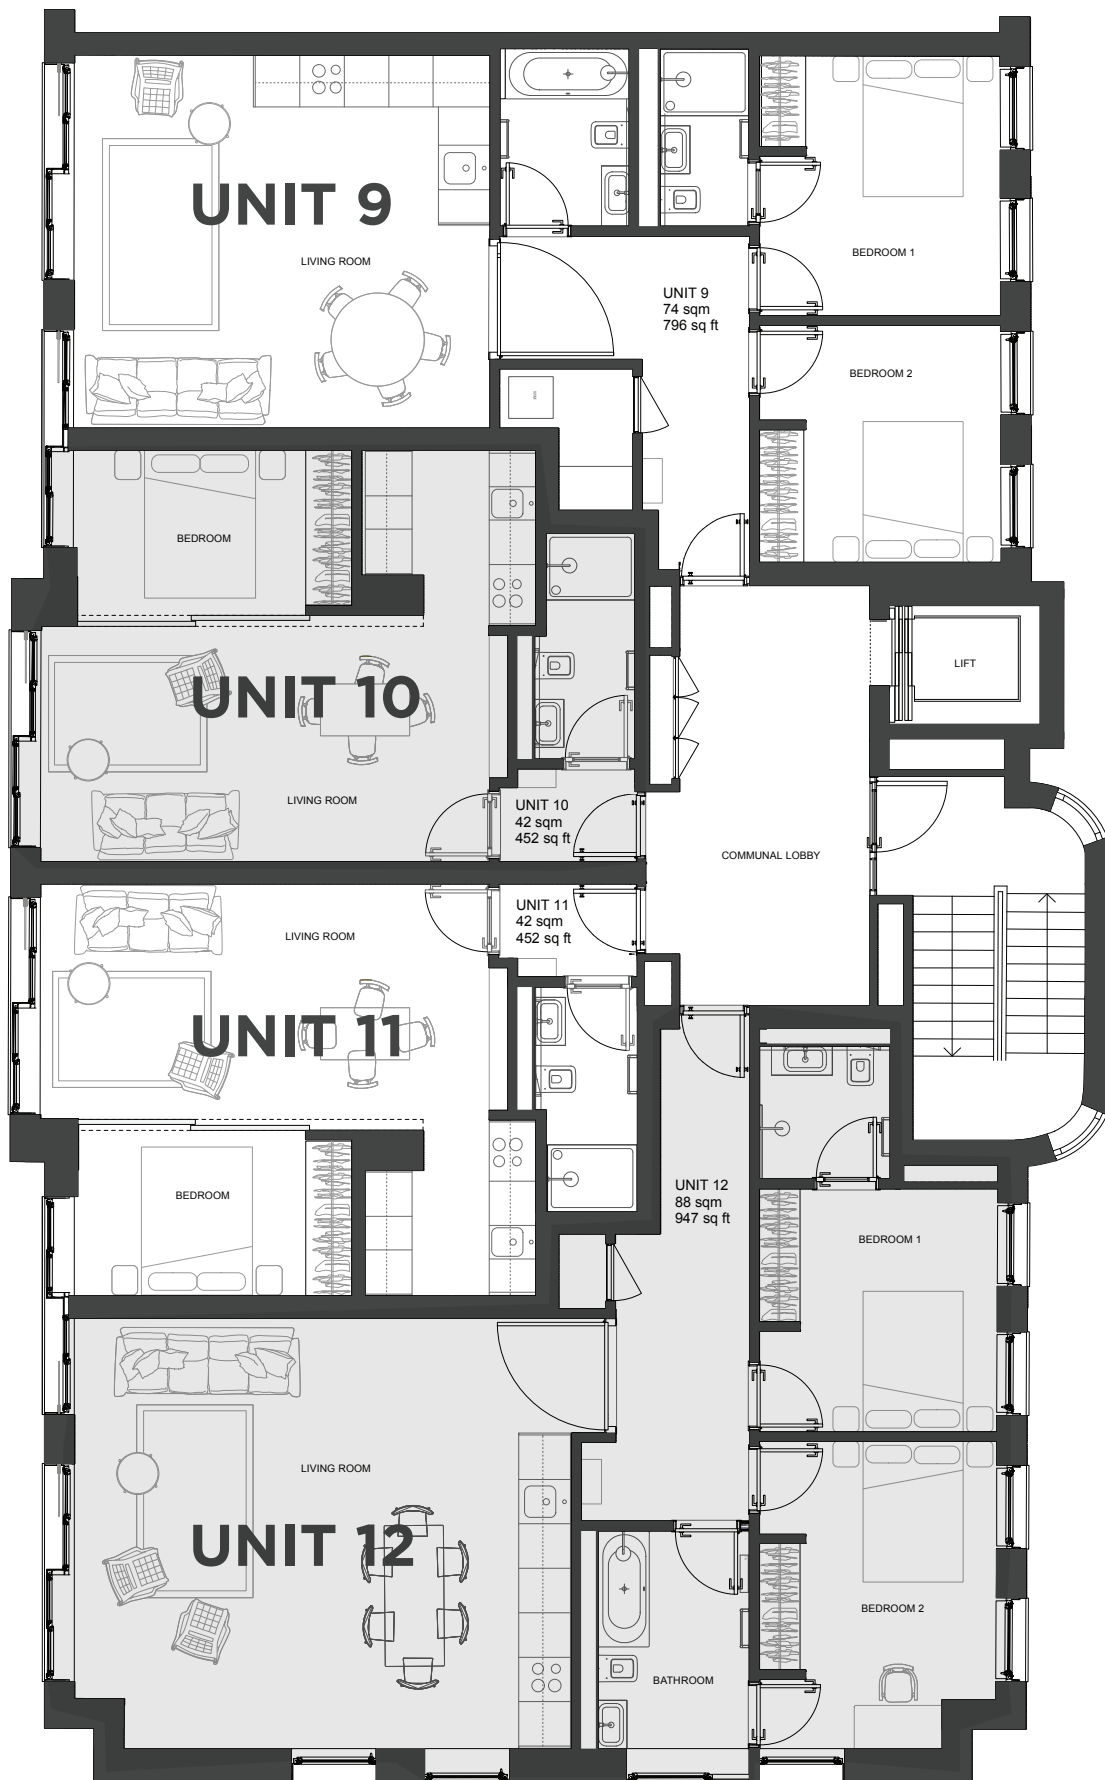 UNIT 9
LIVING ROOM
UNIT 9
74 sqm
796 sq ft
BEDROOM 1
BEDROOM 2
BEDROOM
UNIT 10
LIVING ROOM
UNIT 10
42 sqm
452 sq ft
LIFT
COMMUNAL LOBBY
LIVING ROOM
UNIT 11
42 sqm
452 sq ft
UNIT 11
BEDROOM
UNIT 12
88 sqm
947 sq ft
BEDROOM 1
LIVING ROOM
UNIT 12
BATHROOM
BEDROOM 2